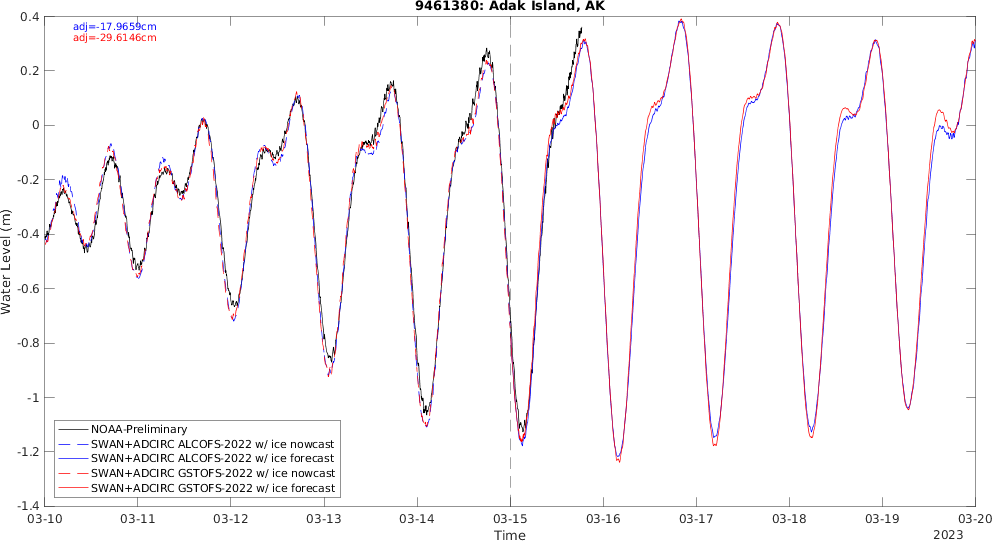 9461380: Adak Island, AK
adj=-17.9659cm
adj=-29.6146cm
0.4
0.2
0
-0.2
-0.4
-0.6
-0.8
-1
-1.2
-1.4
Water Level (m)
NOAA-Preliminary
SWAN+ADCIRC ALCOFS-2022 w/ ice nowcast
SWAN+ADCIRC ALCOFS-2022 w/ ice forecast
SWAN+ADCIRC GSTOFS-2022 w/ ice nowcast
SWAN+ADCIRC GSTOFS-2022 w/ ice forecast
03-10 03-11 03-12 03-13 03-14 03-15 03-16 03-17 03-18 03-19 03-20
Time
2023